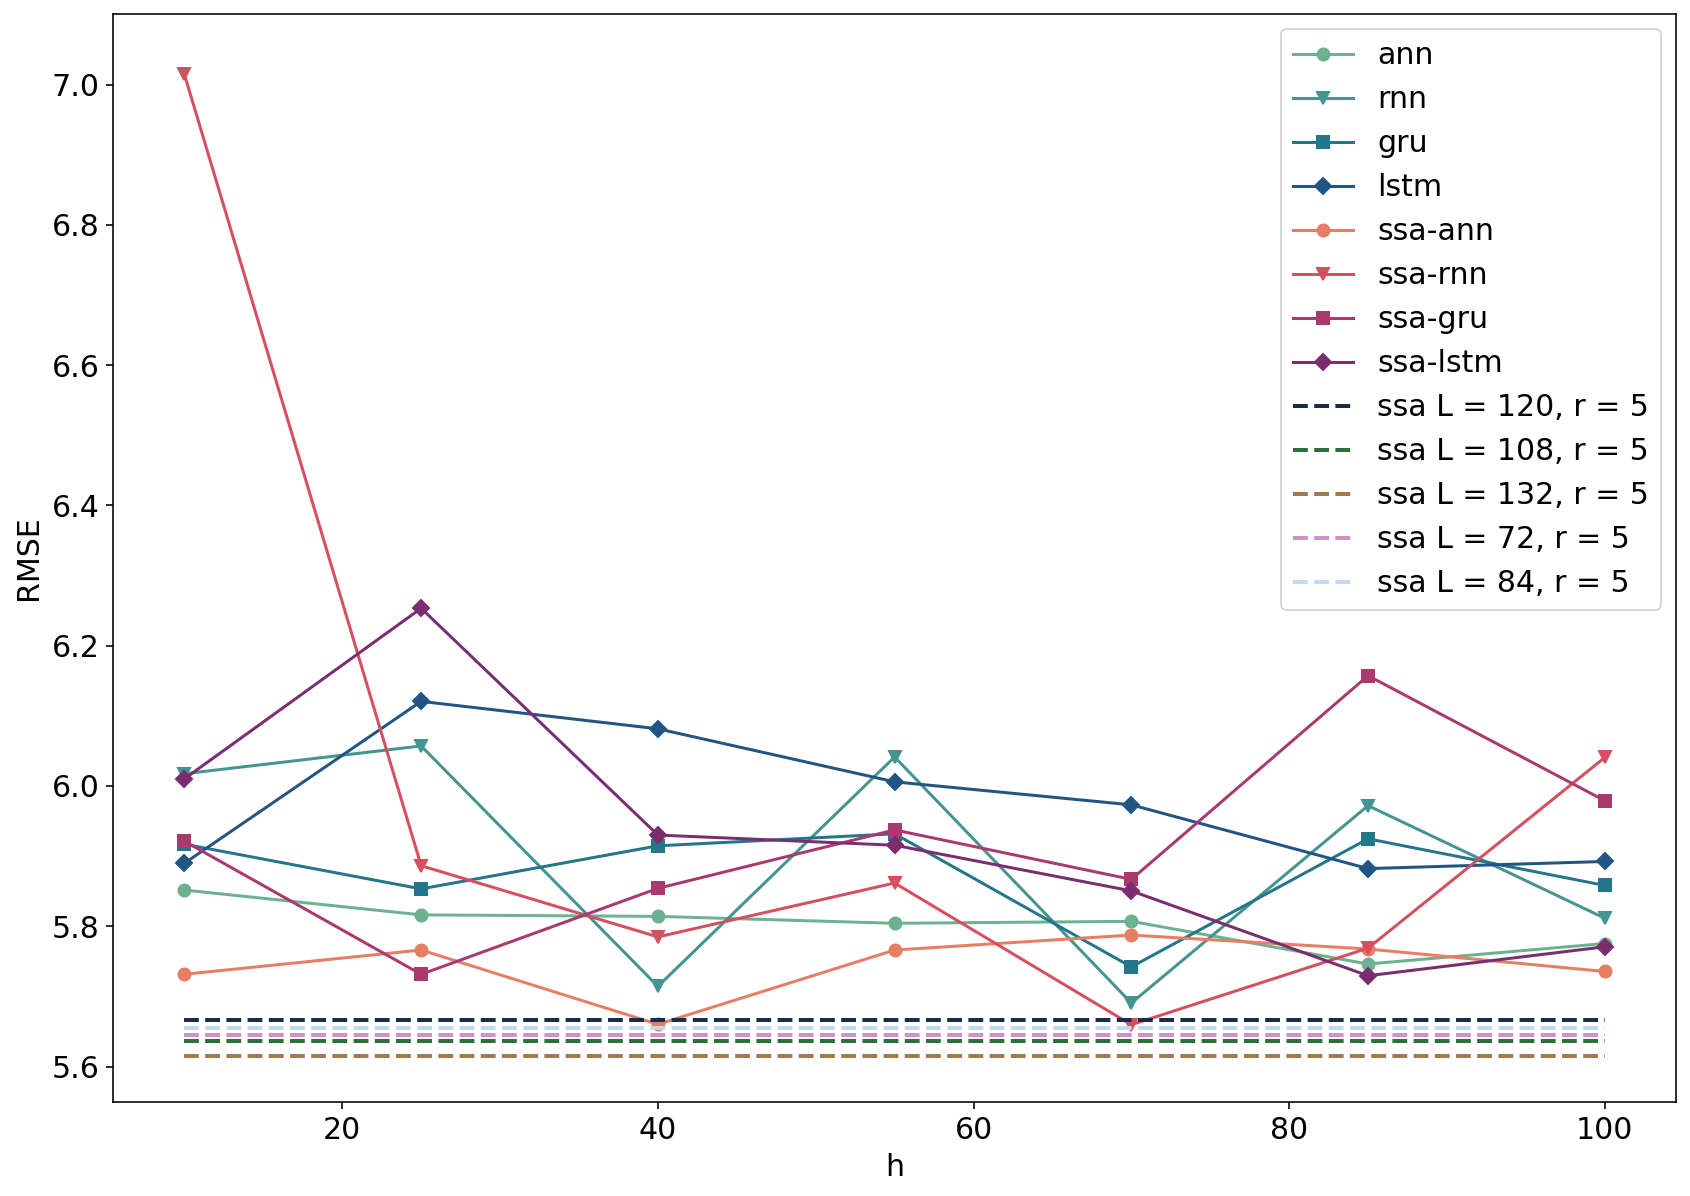 ann
rnn
gru
lstm
ssa-ann
ssa-rnn
ssa-gru
ssa-lstm
ssa L = 120, r = 5
ssa L = 108, r = 5
ssa L = 132, r = 5
ssa L = 72, r = 5
ssa L = 84, r = 5
7.0
6.8
6.6
6.4
6.2
6.0
5.8
5.6
RMSE
20 40 60 80 100
h